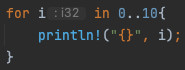 for i: i32 in 0..10{
    println!("{}", i);
}